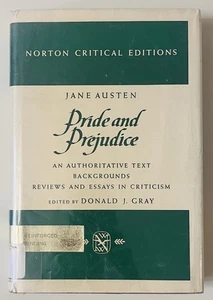 NORTON CRITICAL EDITIONS
JANE AUSTEN
Pride and
Prejudice
AN AUTHORITATIVE TEXT
BACKGROUNDS
REVIEWS AND ESSAYS IN CRITICISM
EDITED BY DONALD J. GRAY